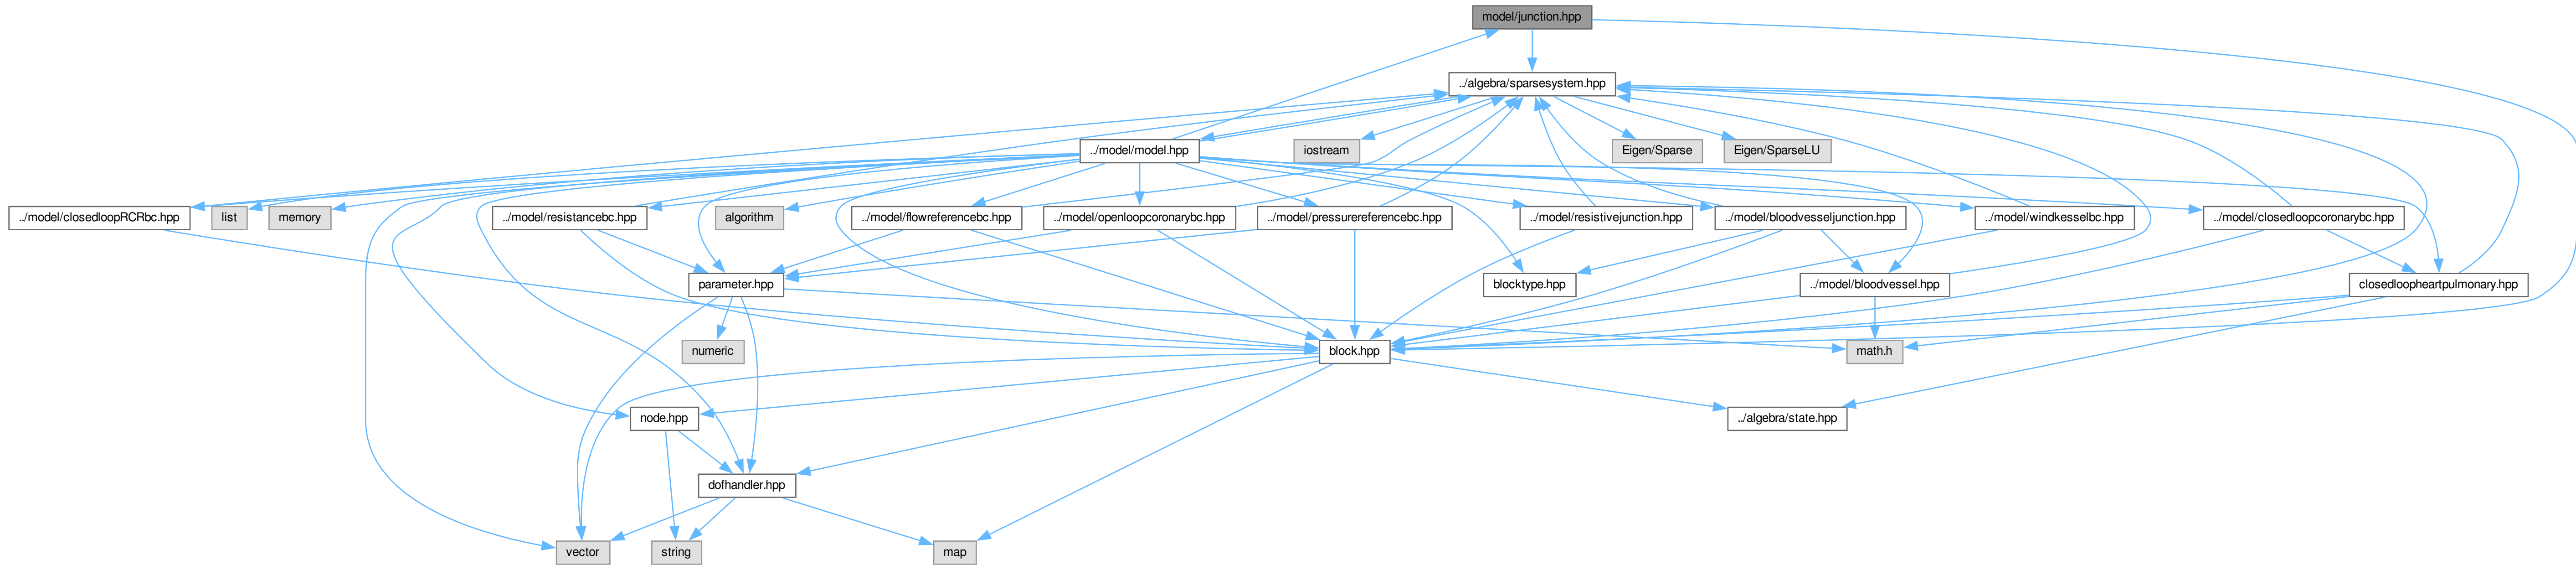 model/junction.hpp
../algebra/sparsesystem.hpp
../model/model.hpp
iostream
Eigen/Sparse
Eigen/SparseLU
../model/closedloopRCRbc.hpp
list
memory
../model/resistancebc.hpp
algorithm
../model/flowreferencebc.hpp
../model/openloopcoronarybc.hpp
../model/pressurereferencebc.hpp
../model/resistivejunction.hpp
../model/bloodvesseljunction.hpp
../model/windkesselbc.hpp
../model/closedloopcoronarybc.hpp
parameter.hpp
blocktype.hpp
../model/bloodvessel.hpp
closedloopheartpulmonary.hpp
numeric
block.hpp
math.h
node.hpp
../algebra/state.hpp
dofhandler.hpp
vector
string
map